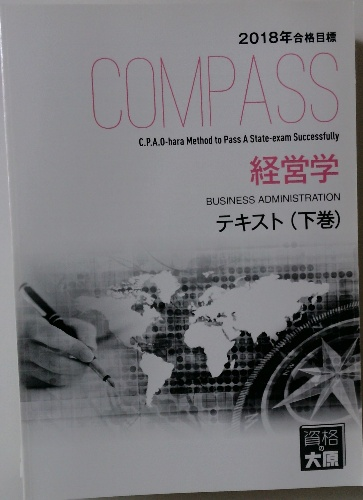 2018年合格目標
COMPASS
C.P.A.O-hara Method to Pass A State-exam Successfully
経営学
BUSINESS ADMINISTRATION
テキスト(下巻)
資格
の
大原